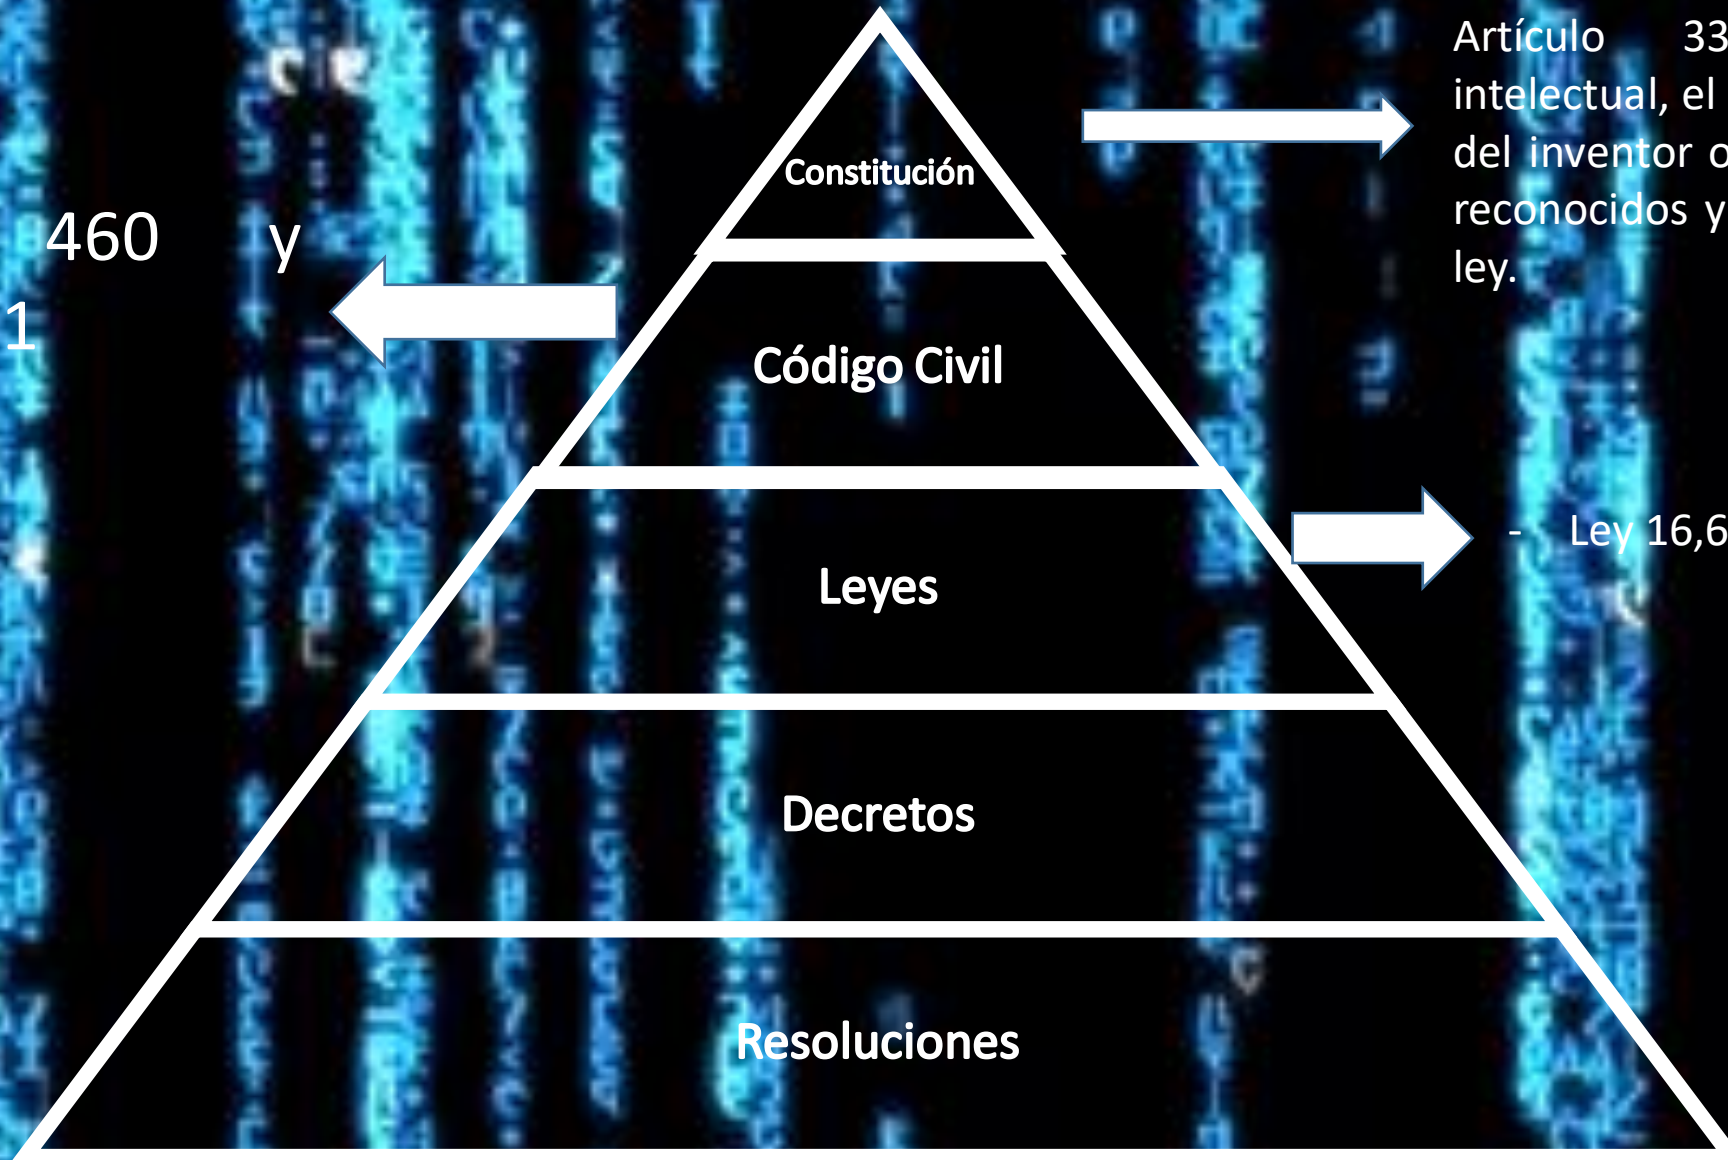 Artículo 33
intelectual, el
del inventor o
reconocidos y
ley.
Constitución
460 y
1
Código Civil
- Ley 16,6
Leyes
Decretos
Resoluciones